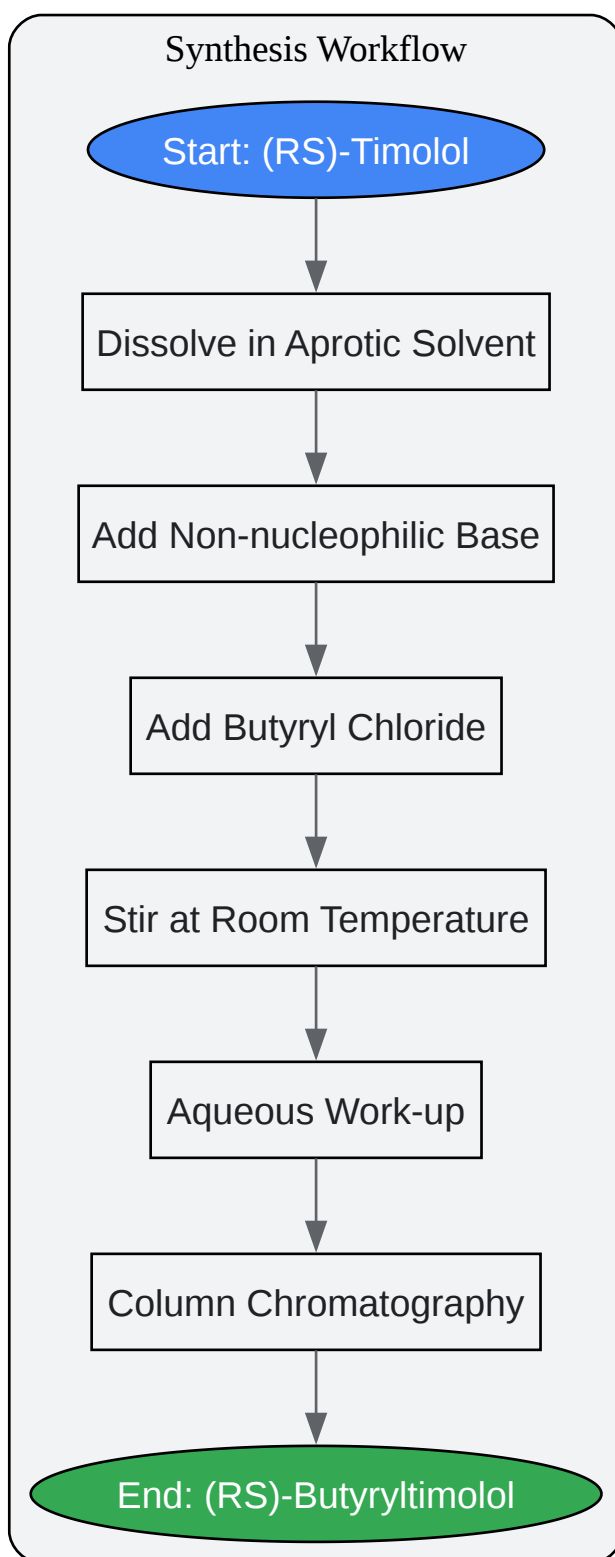 Synthesis Workflow
Start: (RS)-Timolol
Dissolve in Aprotic Solvent
Add Non-nucleophilic Base
Add Butyryl Chloride
Stir at Room Temperature
Aqueous Work-up
Column Chromatography
End: (RS)-Butyryltimolol